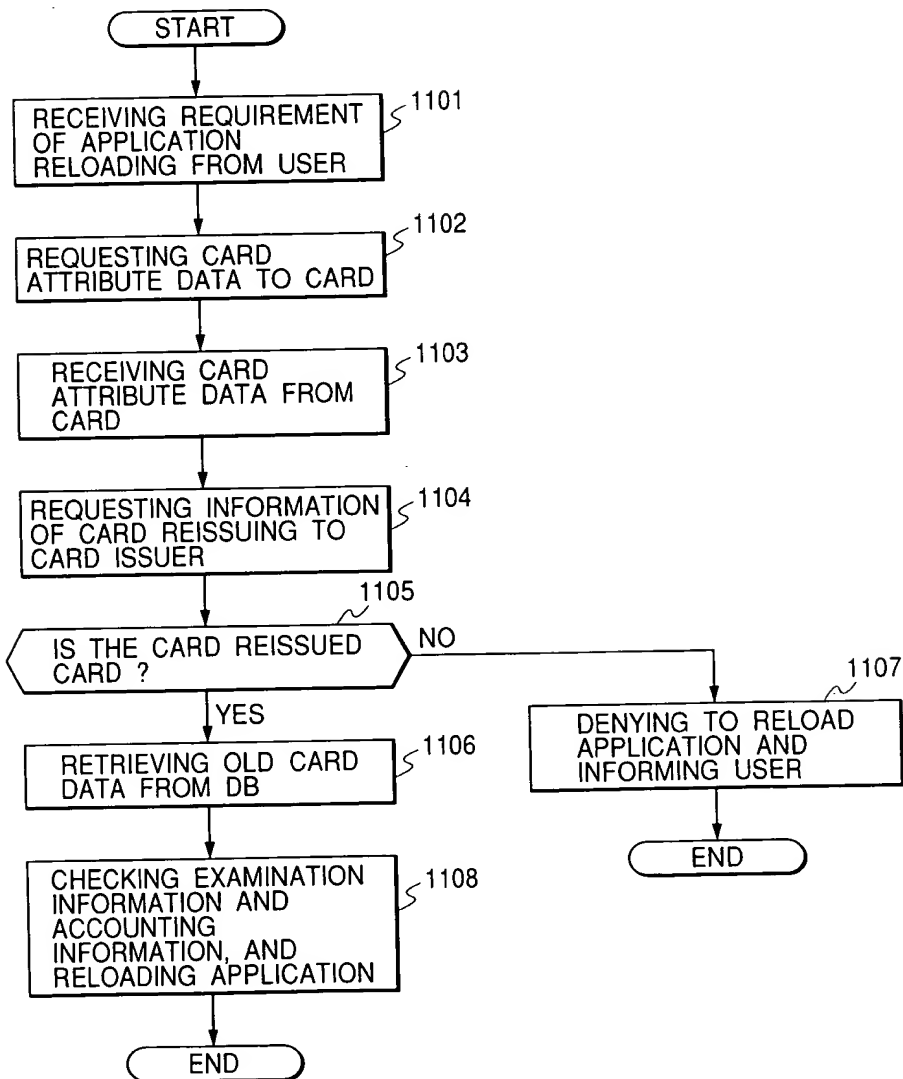 START
RECEIVING REQUIREMENT
OF APPLICATION
RELOADING FROM USER
1101
REQUESTING CARD
ATTRIBUTE DATA TO CARD
1102
RECEIVING CARD
ATTRIBUTE DATA FROM
CARD
1103
REQUESTING INFORMATION
OF CARD REISSUING TO
CARD ISSUER
1104
IS THE CARD REISSUED
CARD ?
1105
NO
YES
RETRIEVING OLD CARD
DATA FROM DB
1106
DENYING TO RELOAD
APPLICATION AND
INFORMING USER
1107
END
CHECKING EXAMINATION
INFORMATION AND
ACCOUNTING
INFORMATION, AND
RELOADING APPLICATION
1108
END